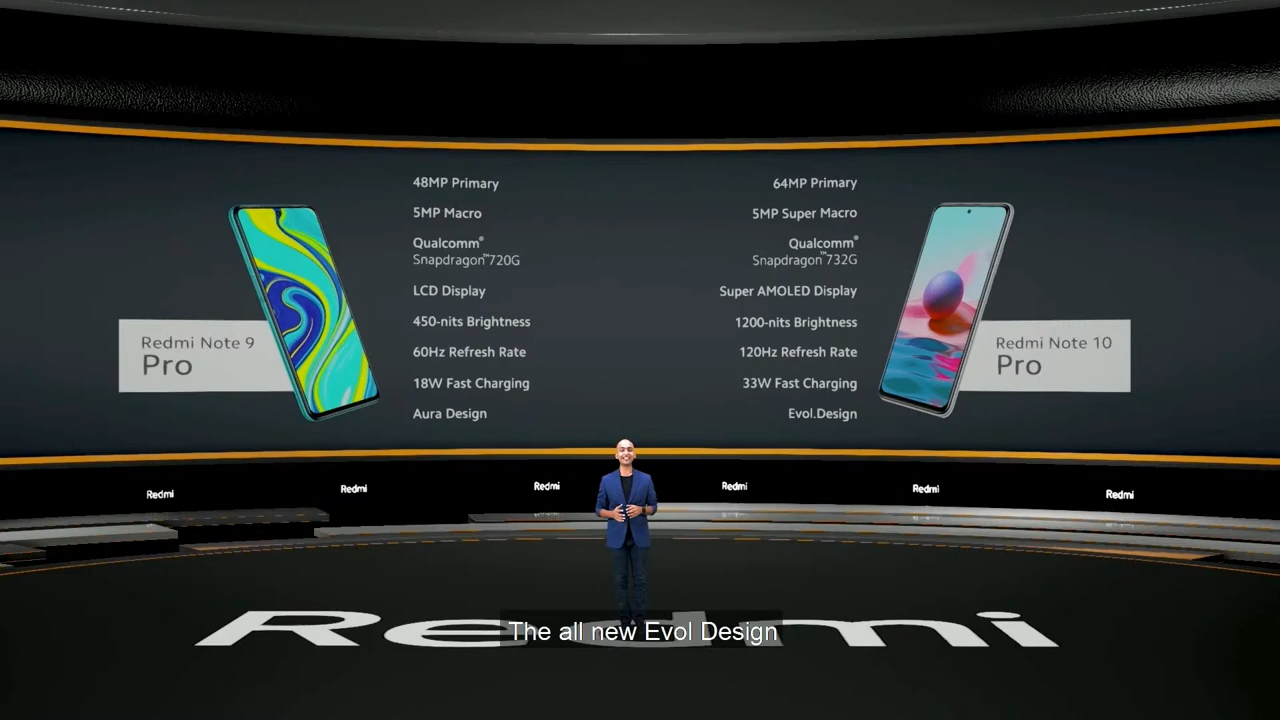 48MP Primary
5MP Macro
Qualcomm®
Snapdragon™720G
LCD Display
450-nits Brightness
60Hz Refresh Rate
18W Fast Charging
Aura Design
64MP Primary
5MP Super Macro
Qualcomm®
Snapdragon™732G
Super AMOLED Display
1200-nits Brightness
120Hz Refresh Rate
33W Fast Charging
Evol.Design
Redmi Note 9
Pro
Redmi Note 10
Pro
Redmi
Redmi
Redmi
Redmi
Redmi
Redmi
Redmi
The all new Evol Design